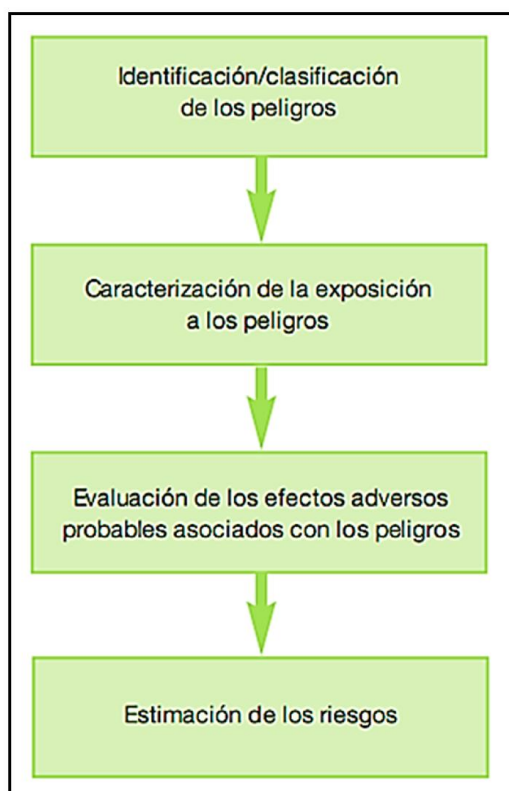 Identificación/clasificación
de los peligros
Caracterización de la exposición
a los peligros
Evaluación de los efectos adversos
probables asociados con los peligros
Estimación de los riesgos